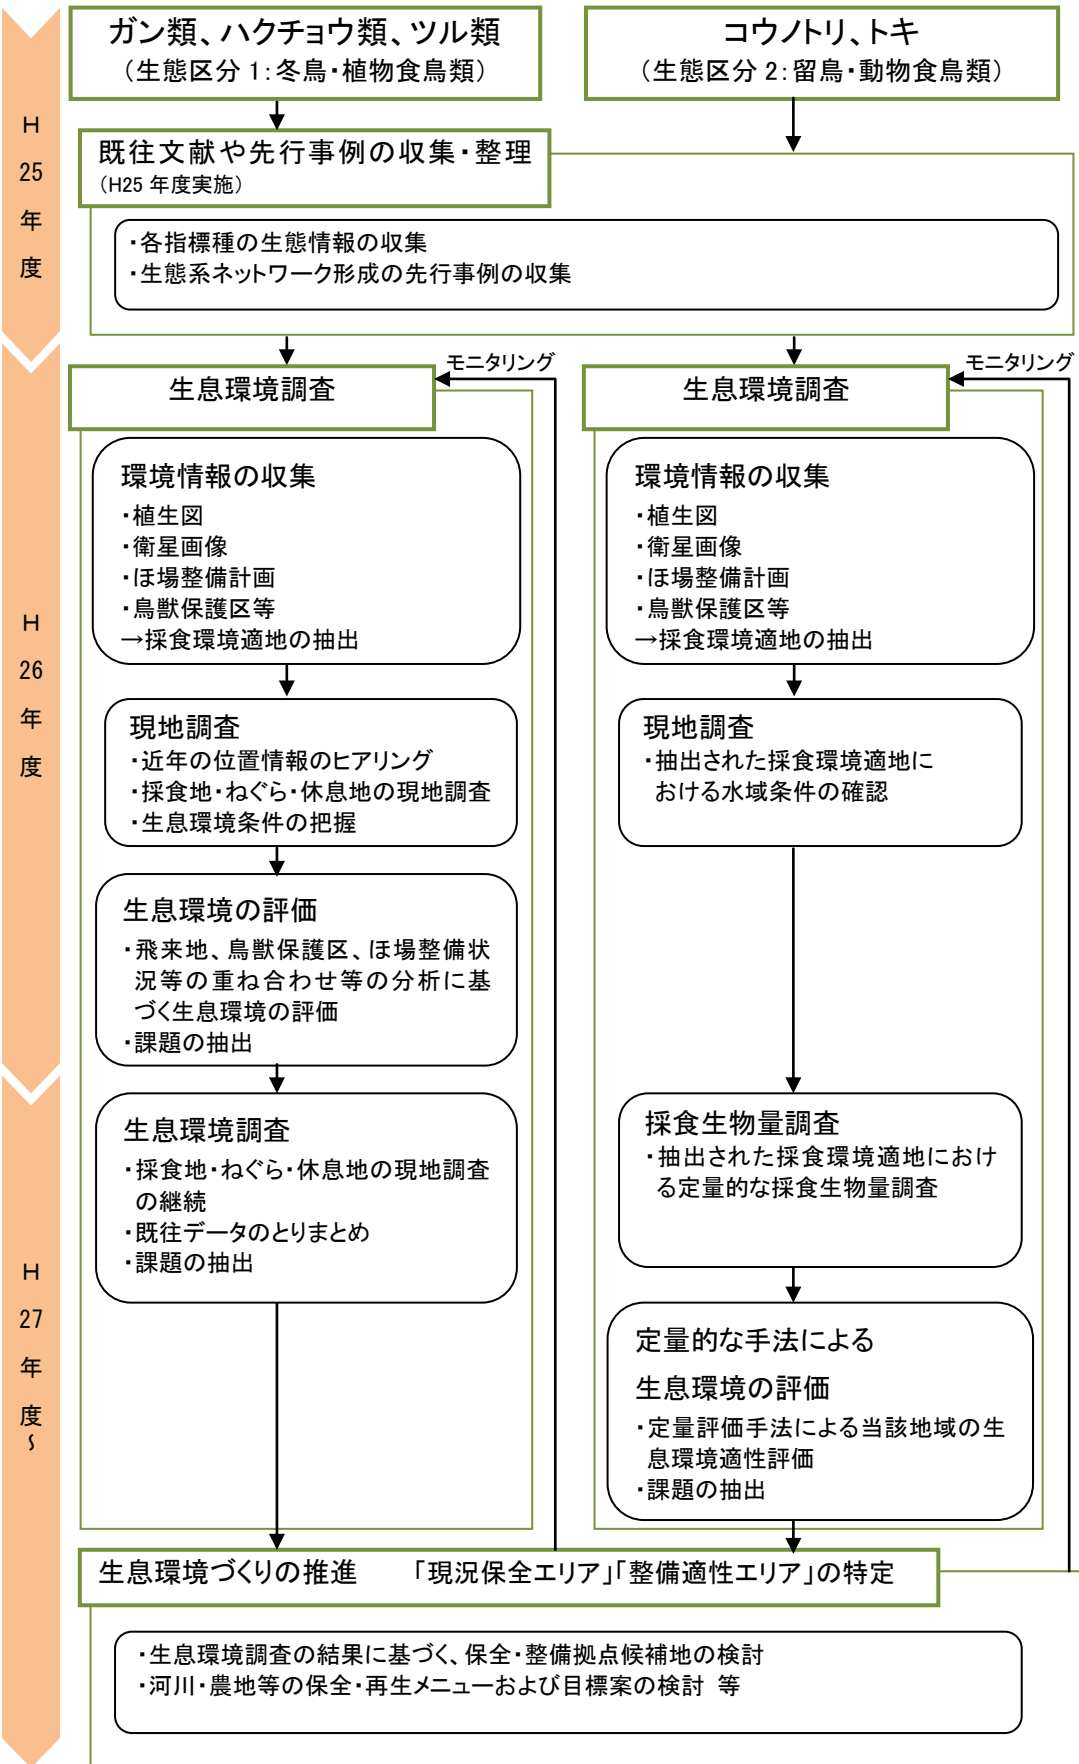 ガン類、ハクチョウ類、ツル類
（生態区分 1：冬鳥・植物食鳥類）
コウノトリ、トキ
（生態区分 2：留鳥・動物食鳥類）
H
25
年
度
既往文献や先行事例の収集・整理
（H25 年度実施）
・各指標種の生態情報の収集
・生態系ネットワーク形成の先行事例の収集
H
26
年
度
モニタリング
生息環境調査
環境情報の収集
・植生図
・衛星画像
・ほ場整備計画
・鳥獣保護区等
→採食環境適地の抽出
現地調査
・近年の位置情報のヒアリング
・採食地・ねぐら・休息地の現地調査
・生息環境条件の把握
生息環境の評価
・飛来地、鳥獣保護区、ほ場整備状
況等の重ね合わせ等の分析に基
づく生息環境の評価
・課題の抽出
モニタリング
生息環境調査
環境情報の収集
・植生図
・衛星画像
・ほ場整備計画
・鳥獣保護区等
→採食環境適地の抽出
現地調査
・抽出された採食環境適地に
おける水域条件の確認
H
27
年
度
～
生息環境調査
・採食地・ねぐら・休息地の現地調査
の継続
・既往データのとりまとめ
・課題の抽出
採食生物量調査
・抽出された採食環境適地におけ
る定量的な採食生物量調査
定量的な手法による
生息環境の評価
・定量評価手法による当該地域の生
息環境適性評価
・課題の抽出
生息環境づくりの推進　「現況保全エリア」「整備適性エリア」の特定
・生息環境調査の結果に基づく、保全・整備拠点候補地の検討
・河川・農地等の保全・再生メニューおよび目標案の検討 等